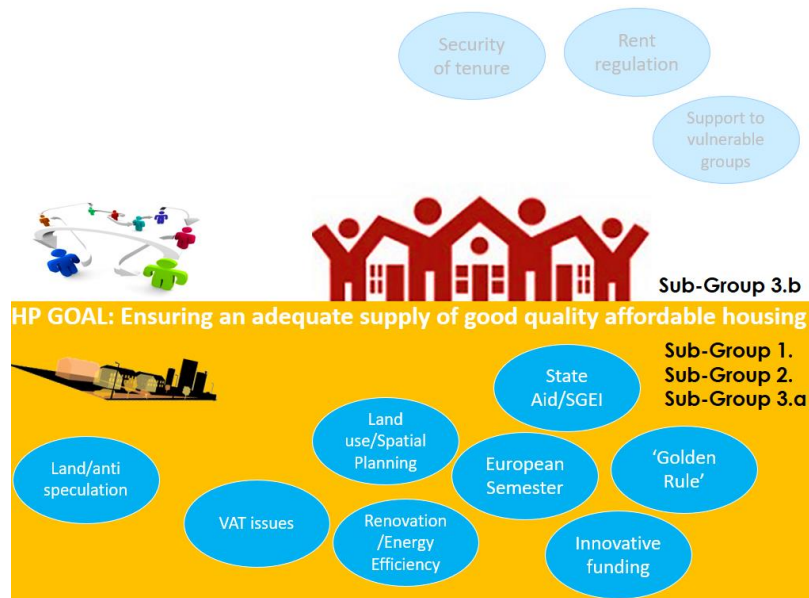 Security
of tenure
Rent
regulation
Support to
vulnerable
groups
Sub-Group 3.b
HP GOAL: Ensuring an adequate supply of good quality affordable housing
Sub-Group 1.
Sub-Group 2.
Sub-Group 3.a
State
Aid/SGEI
Land
use/Spatial
Planning
European
Semester
‘Golden
Rule’
Land/anti
speculation
VAT issues
Renovation
/Energy
Efficiency
Innovative
funding